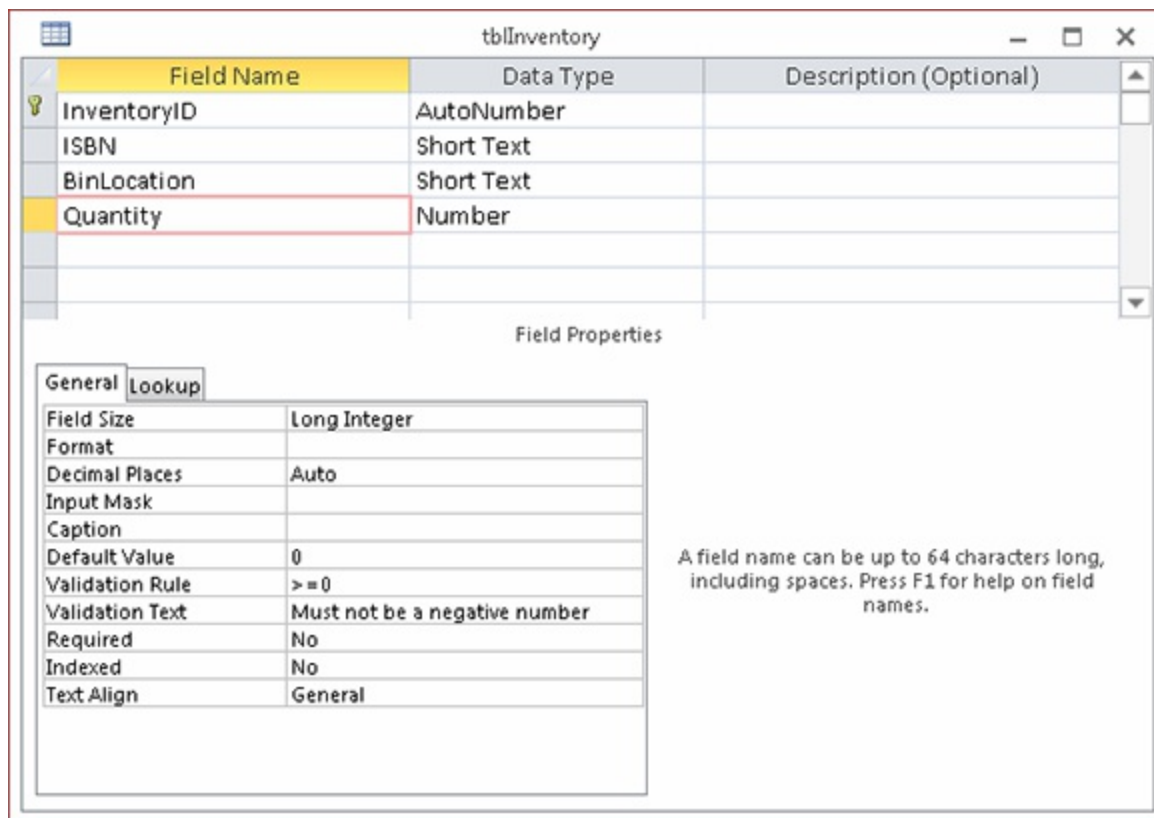 tblInventory
Field Name Data Type Description (Optional)
InventoryID AutoNumber
ISBN Short Text
BinLocation Short Text
Quantity Number
Field Properties
General Lookup
Field Size Long Integer
Format
Decimal Places Auto
Input Mask
Caption
Default Value 0
Validation Rule >=0
Validation Text Must not be a negative number
Required No
Indexed No
Text Align General
A field name can be up to 64 characters long,
including spaces. Press F1 for help on field
names.